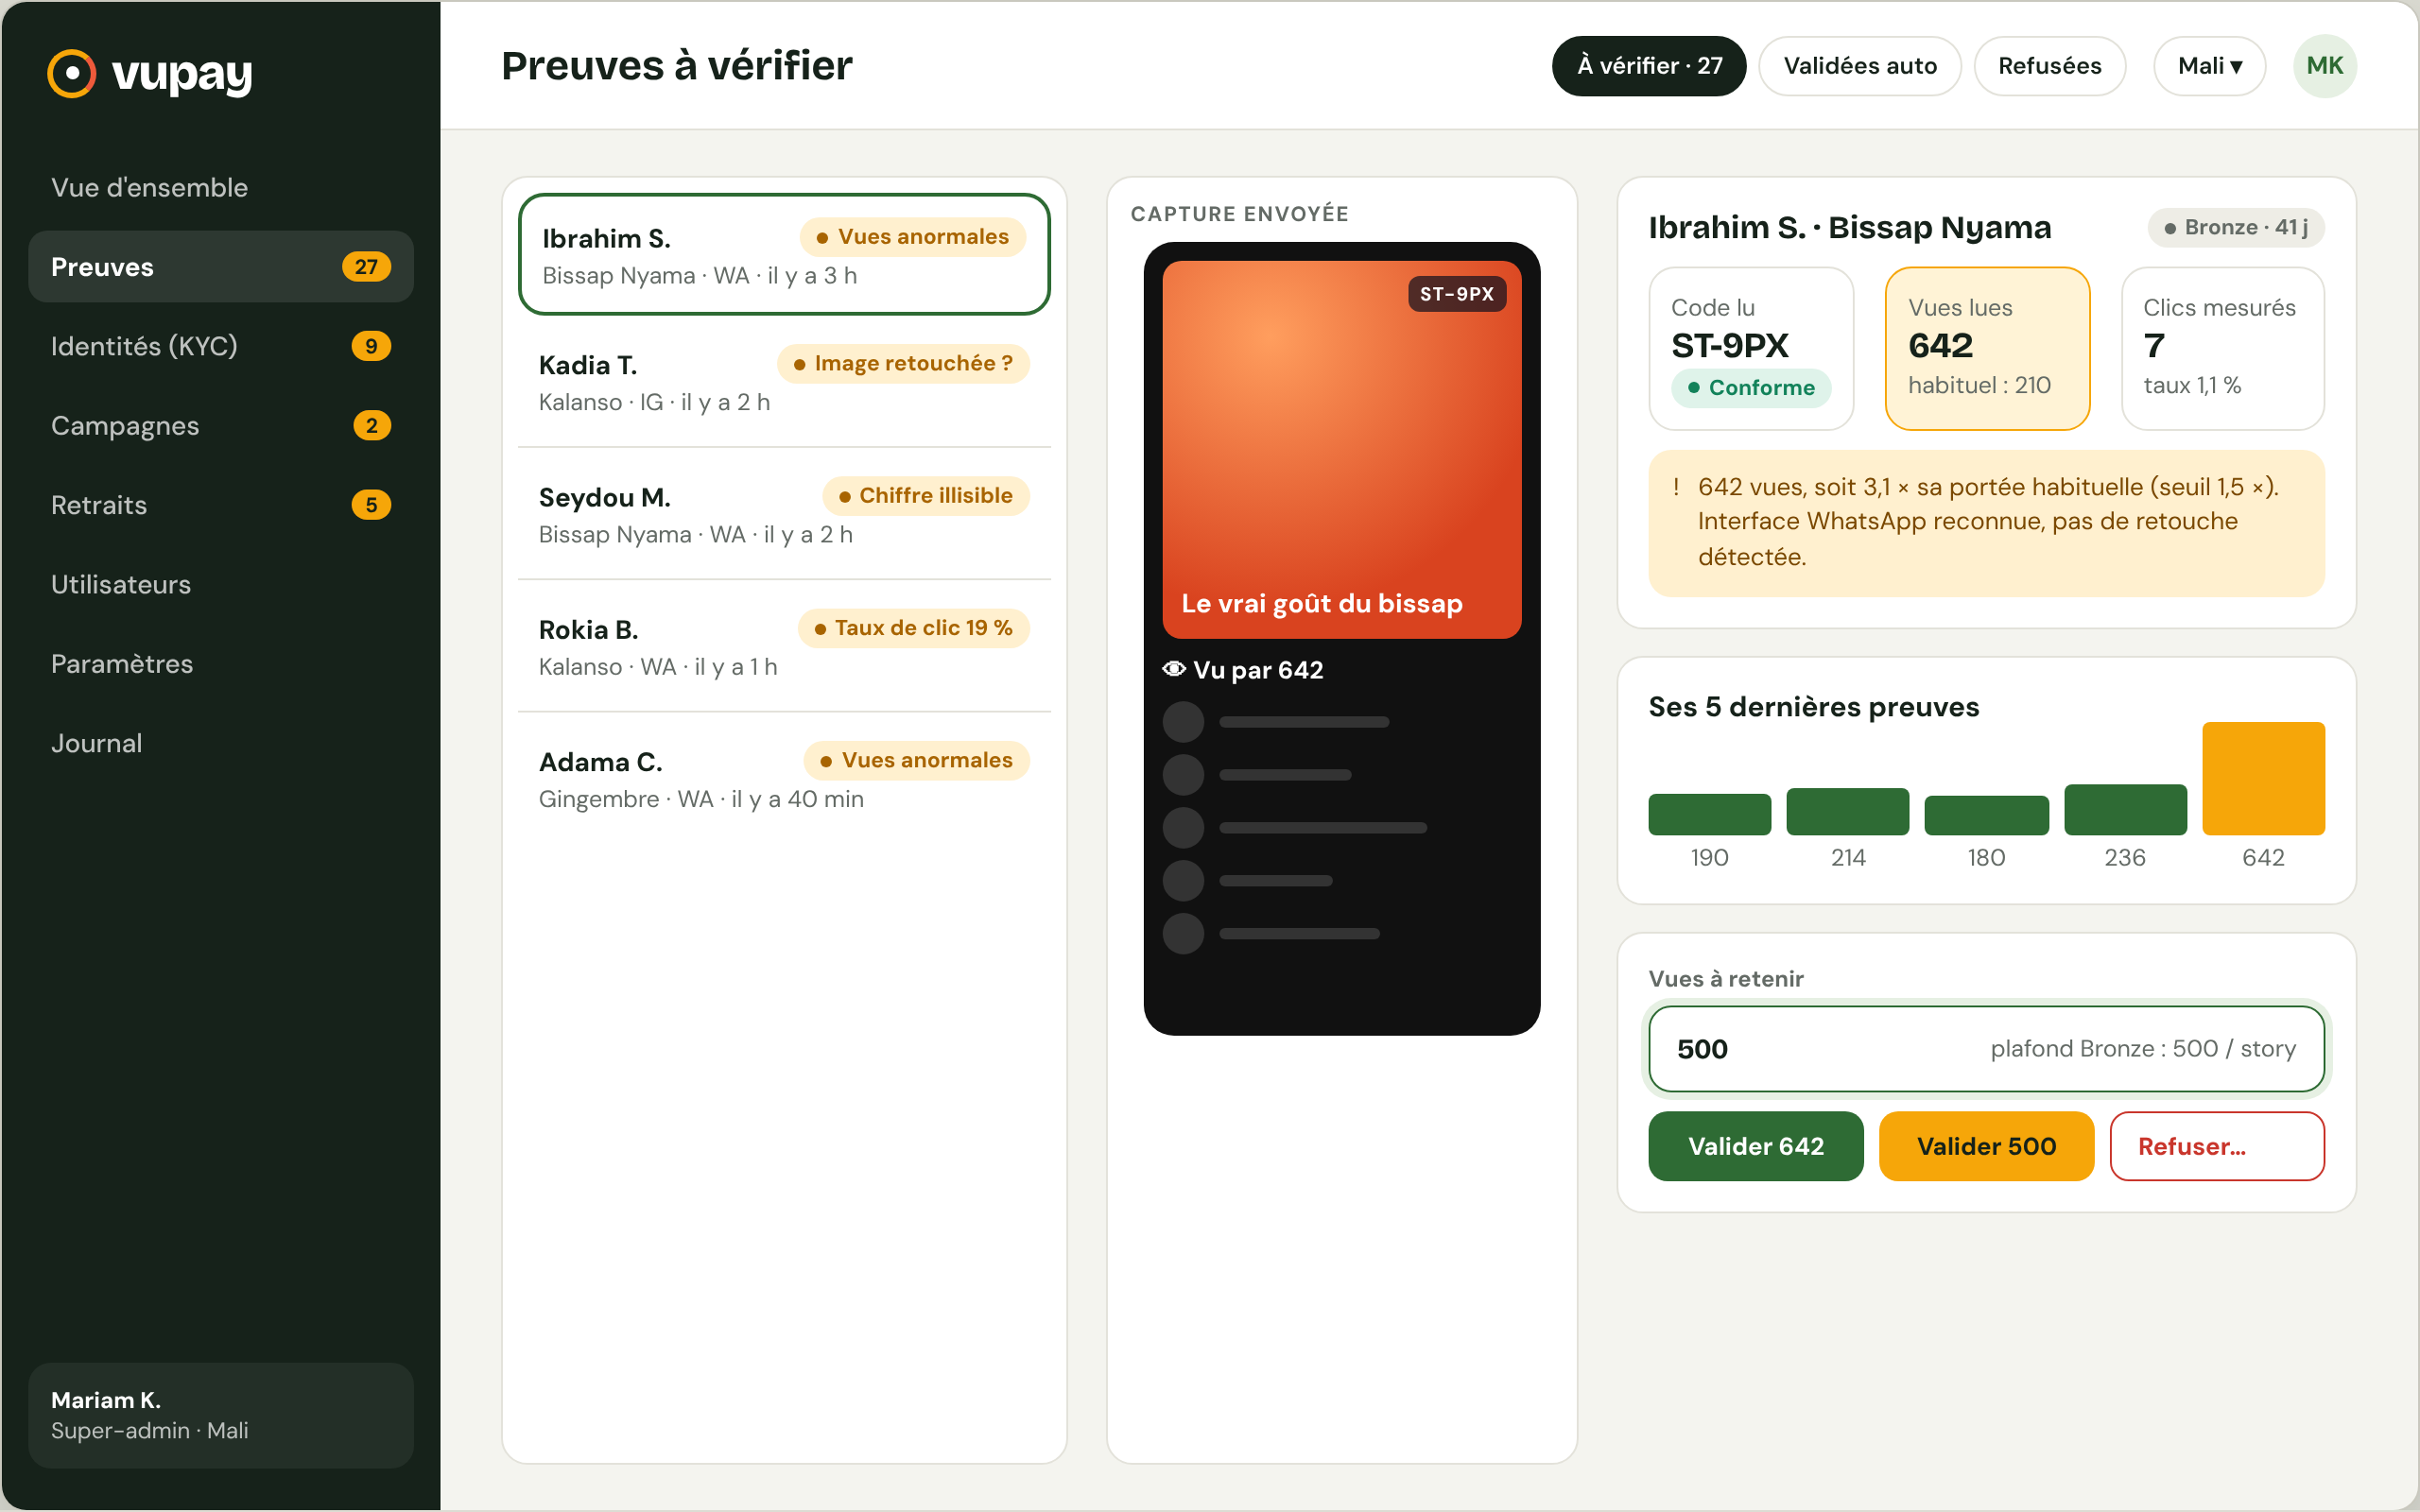 vupay
Vue d'ensemble
Preuves 27
Identités (KYC) 9
Campagnes 2
Retraits 5
Utilisateurs
Paramètres
Journal
Mariam K.
Super-admin · Mali
Preuves à vérifier
À vérifier · 27
Validées auto
Refusées
Mali ▾
MK
Ibrahim S.
Vues anormales
Bissap Nyama · WA · il y a 3 h
Kadia T.
Image retouchée ?
Kalanso · IG · il y a 2 h
Seydou M.
Chiffre illisible
Bissap Nyama · WA · il y a 2 h
Rokia B.
Taux de clic 19 %
Kalanso · WA · il y a 1 h
Adama C.
Vues anormales
Gingembre · WA · il y a 40 min
CAPTURE ENVOYÉE
ST-9PX
Le vrai goût du bissap
Vu par 642
Ibrahim S. · Bissap Nyama
Bronze · 41 j
Code lu
ST-9PX
Conforme
Vues lues
642
habituel : 210
Clics mesurés
7
taux 1,1 %
! 642 vues, soit 3,1 × sa portée habituelle (seuil 1,5 ×).
Interface WhatsApp reconnue, pas de retouche
détectée.
Ses 5 dernières preuves
190 214 180 236 642
Vues à retenir
500
plafond Bronze : 500 / story
Valider 642
Valider 500
Refuser...